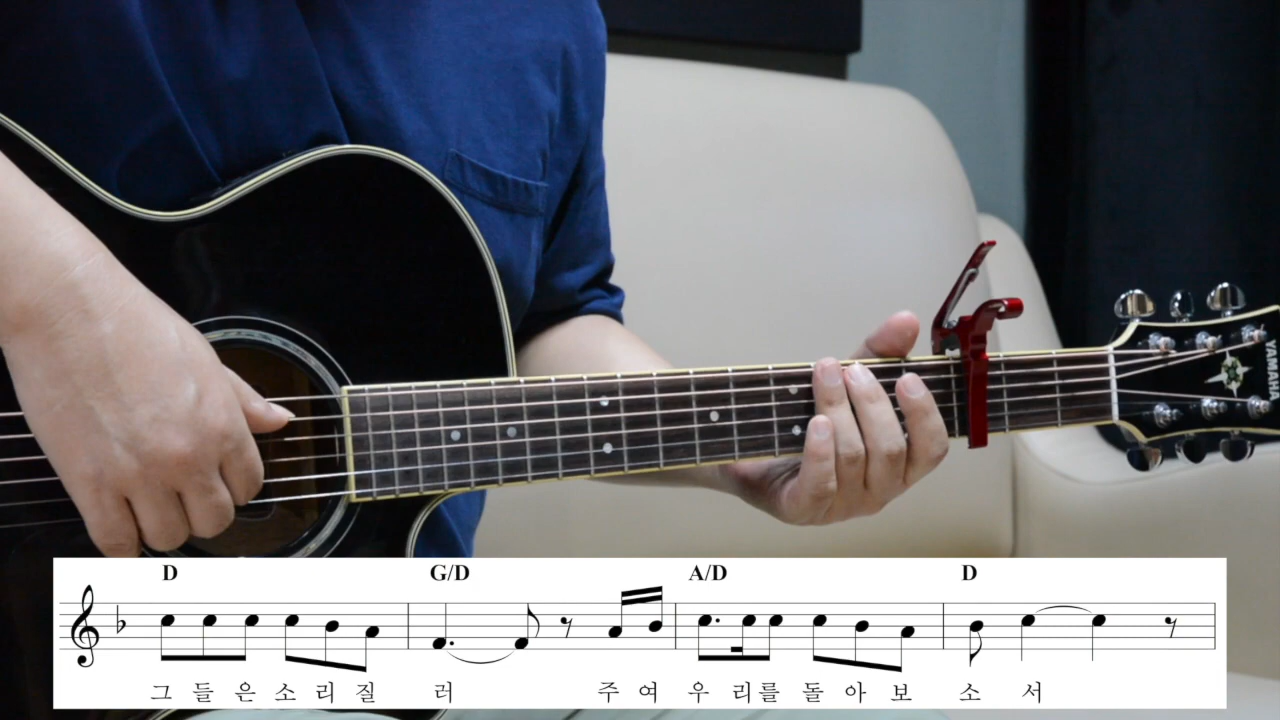 YAMAHA
D G/D A/D D
그 들 은 소 리 질 러 주 여 우 리 를 돌 아 보 소 서